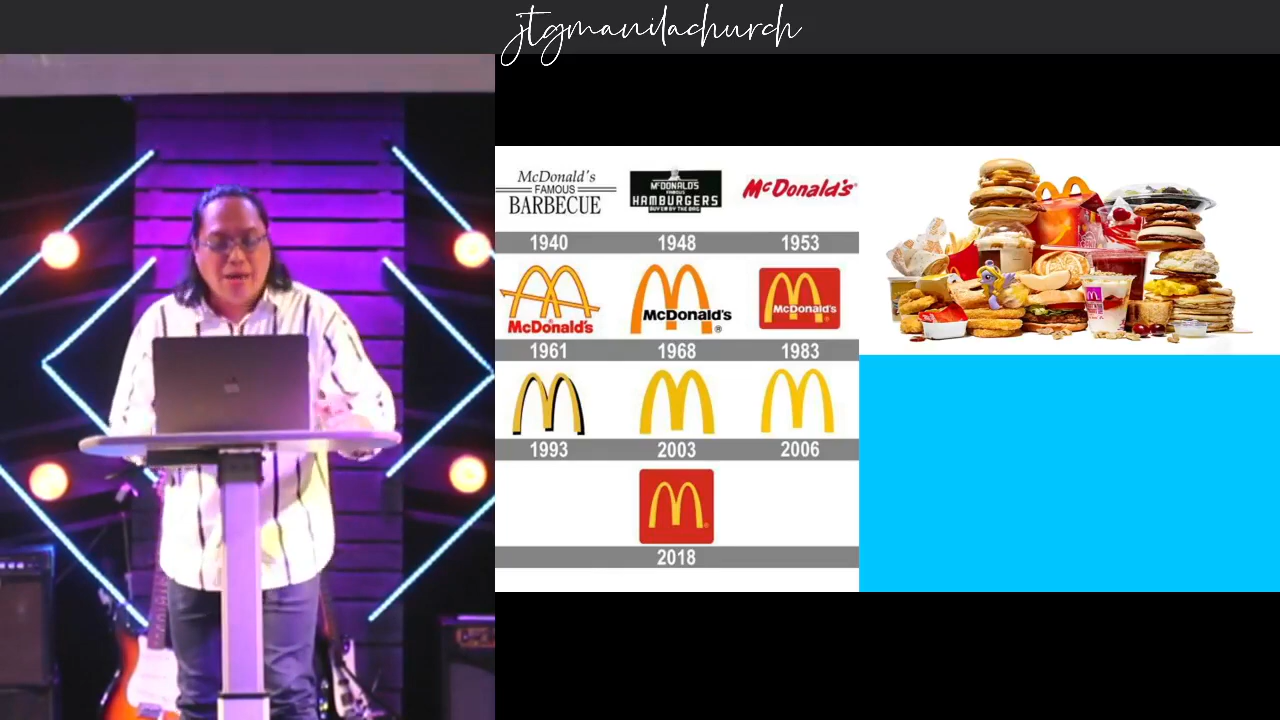 jtgmanilachurch
McDonald's
FAMOUS
BARBECUE
McDONALD'S
FAMOUS
HAMBURGERS
BUY'EM BY THE BAG
McDonald's
1940
1948
1953
McDonald's
McDonald's
McDonald's
1961
1968
1983
1993
2003
2006
2018